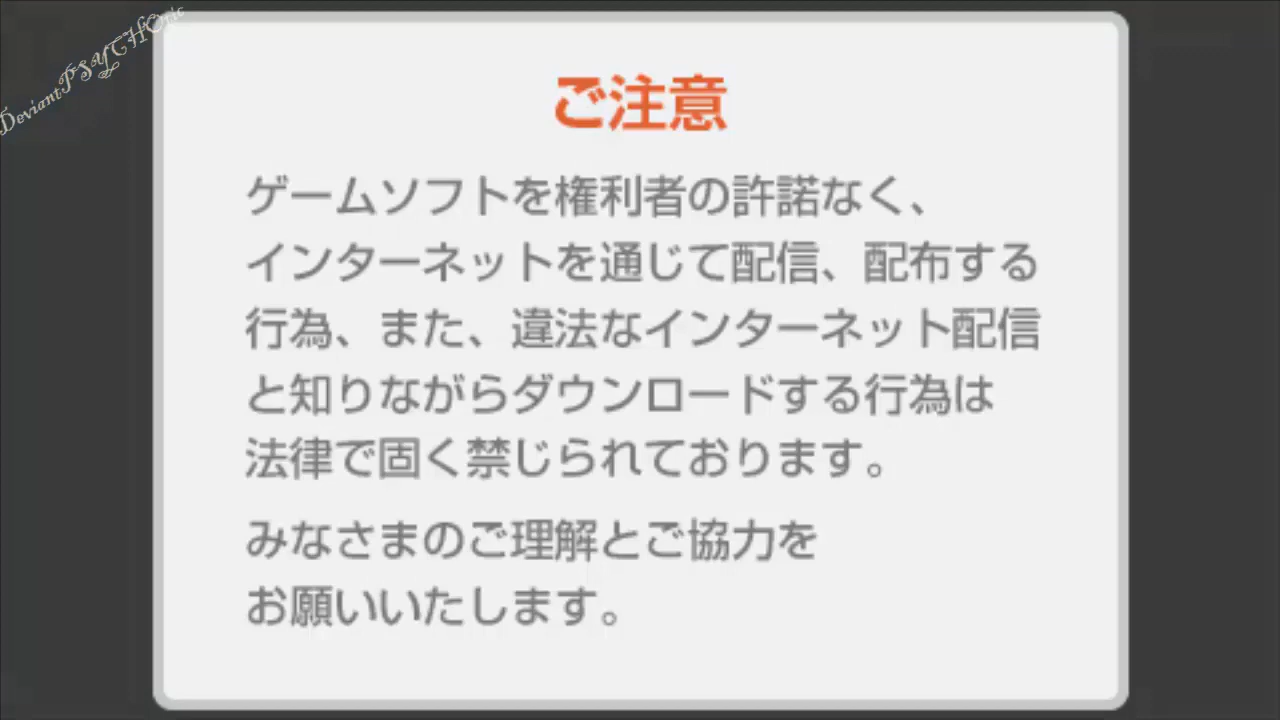 DeviantPSYCHOtic
ご注意
ゲームソフトを権利者の許諾なく、
インターネットを通じて配信、配布する
行為、また、違法なインターネット配信
と知りながらダウンロードする行為は
法律で固く禁じられております。
みなさまのご理解とご協力を
お願いいたします。